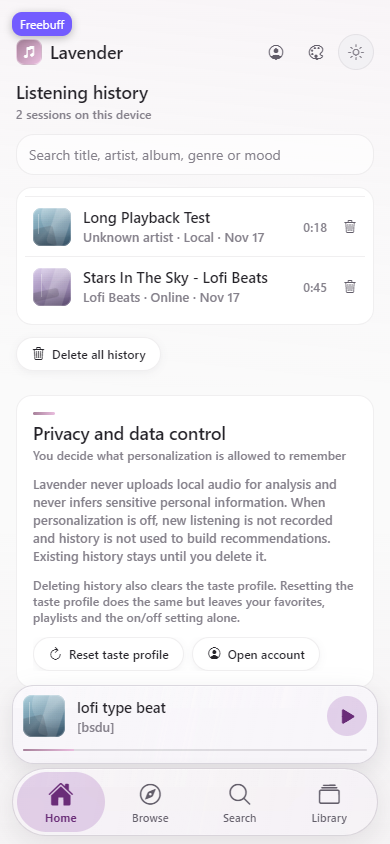 Freebuff
Lavender
Listening history
2 sessions on this device
Search title, artist, album, genre or mood
Long Playback Test
Unknown artist · Local · Nov 17
0:18
Stars In The Sky - Lofi Beats
Lofi Beats · Online · Nov 17
0:45
Delete all history
Privacy and data control
You decide what personalization is allowed to remember
Lavender never uploads local audio for analysis and
never infers sensitive personal information. When
personalization is off, new listening is not recorded
and history is not used to build recommendations.
Existing history stays until you delete it.
Deleting history also clears the taste profile. Resetting the
taste profile does the same but leaves your favorites,
playlists and the on/off setting alone.
Reset taste profile
Open account
lofi type beat
[bsdu]
Home
Browse
Search
Library